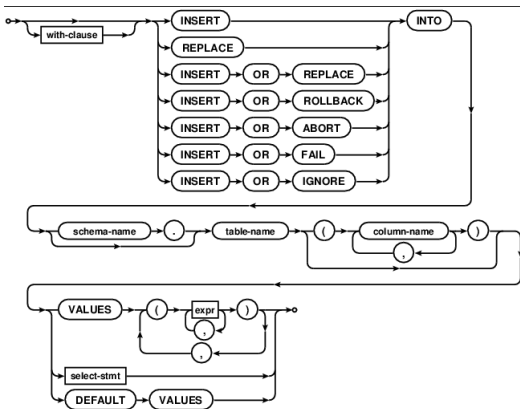 with-clause INSERT INTO
REPLACE
INSERT OR REPLACE
INSERT OR ROLLBACK
INSERT OR ABORT
INSERT OR FAIL
INSERT OR IGNORE
schema-name . table-name ( column-name )
,
VALUES ( expr )
,
,
select-stmt
DEFAULT VALUES